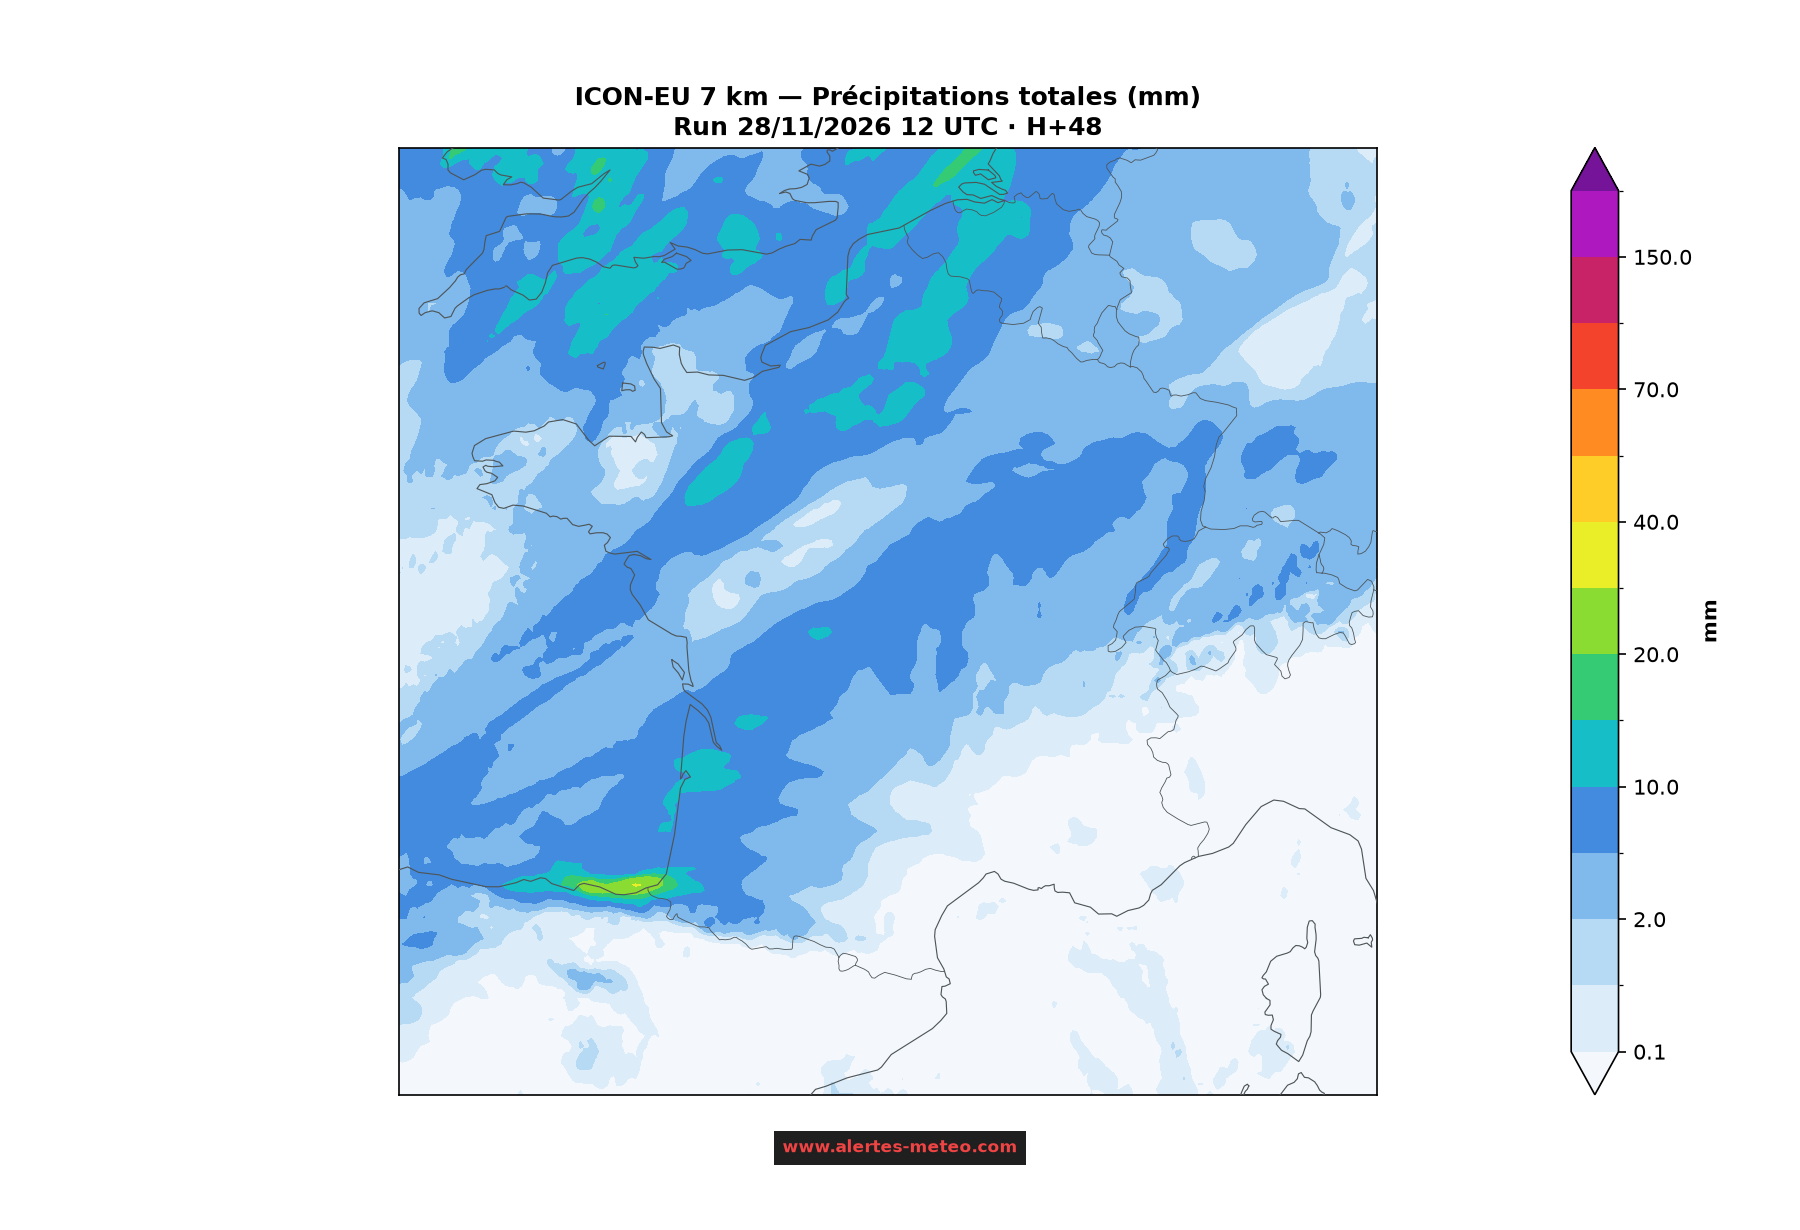 ICON-EU 7 km — Précipitations totales (mm)
Run 28/11/2026 12 UTC · H+48
150.0
70.0
40.0
20.0
10.0
2.0
0.1
mm
www.alertes-meteo.com